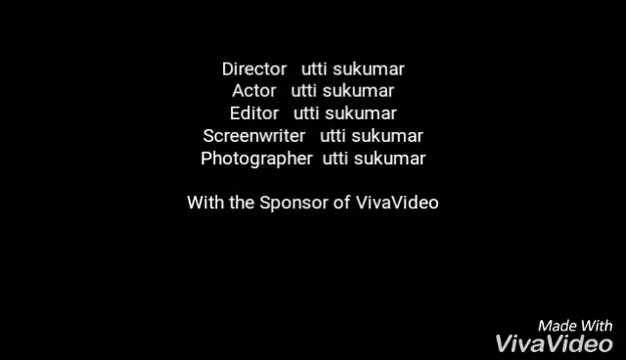 Director utti sukumar
Actor utti sukumar
Editor utti sukumar
Screenwriter utti sukumar
Photographer utti sukumar
With the Sponsor of VivaVideo
Made With
VivaVideo